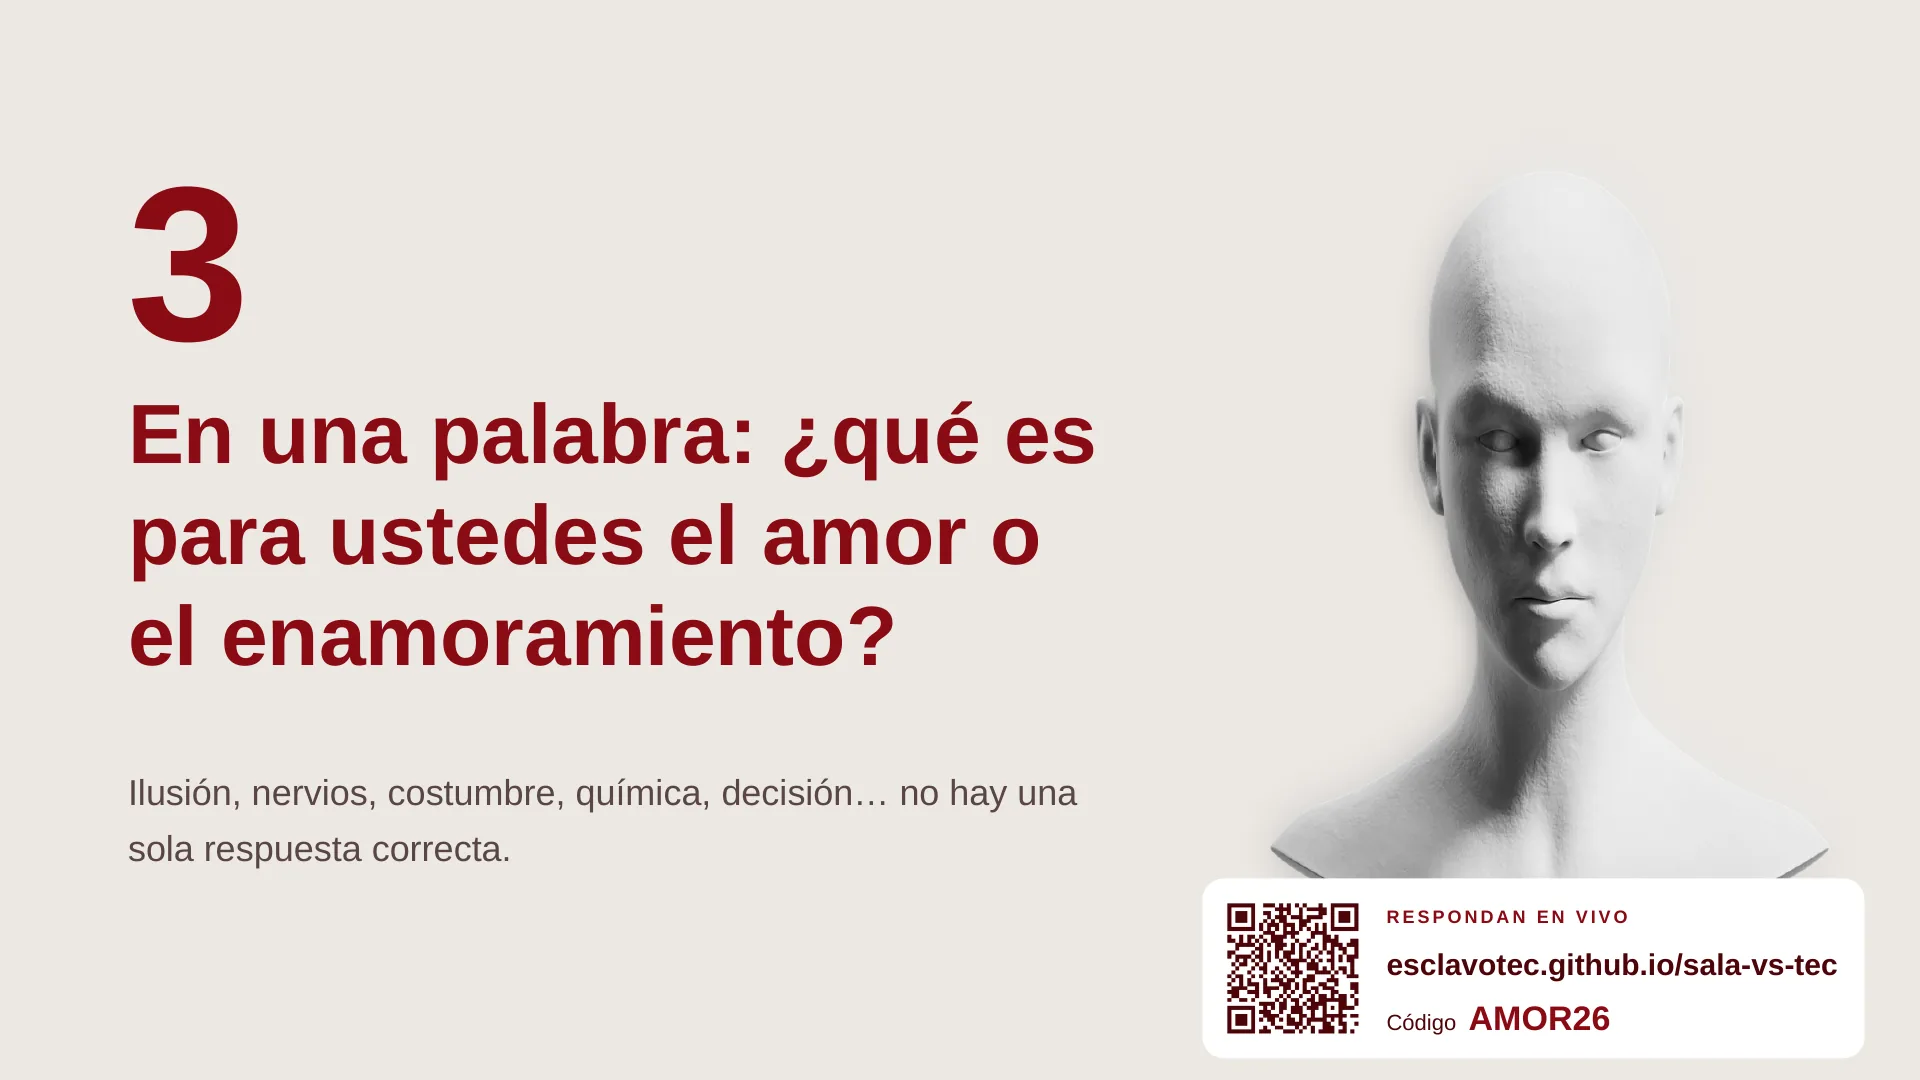 3
En una palabra: ¿qué es
para ustedes el amor o
el enamoramiento?
Ilusión, nervios, costumbre, química, decisión… no hay una
sola respuesta correcta.
RESPONDAN EN VIVO
esclavotec.github.io/sala-vs-tec
Código AMOR26